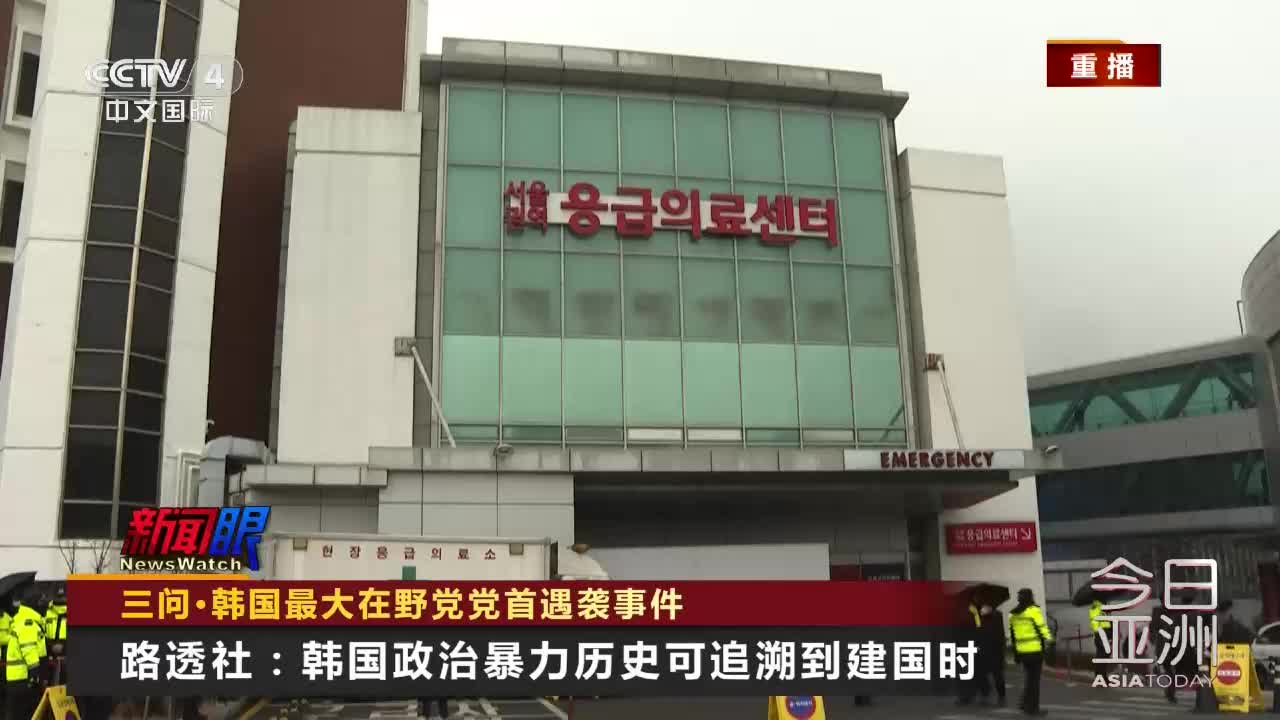 CCTV 4
中文国际
重播
서울
권역
응급의료센터
EMERGENCY
응급의료센터
현장응급의료소
新闻眼
NewsWatch
三问·韩国最大在野党党首遇袭事件
路透社：韩国政治暴力历史可追溯到建国时
今日
亚洲
ASIA TODAY